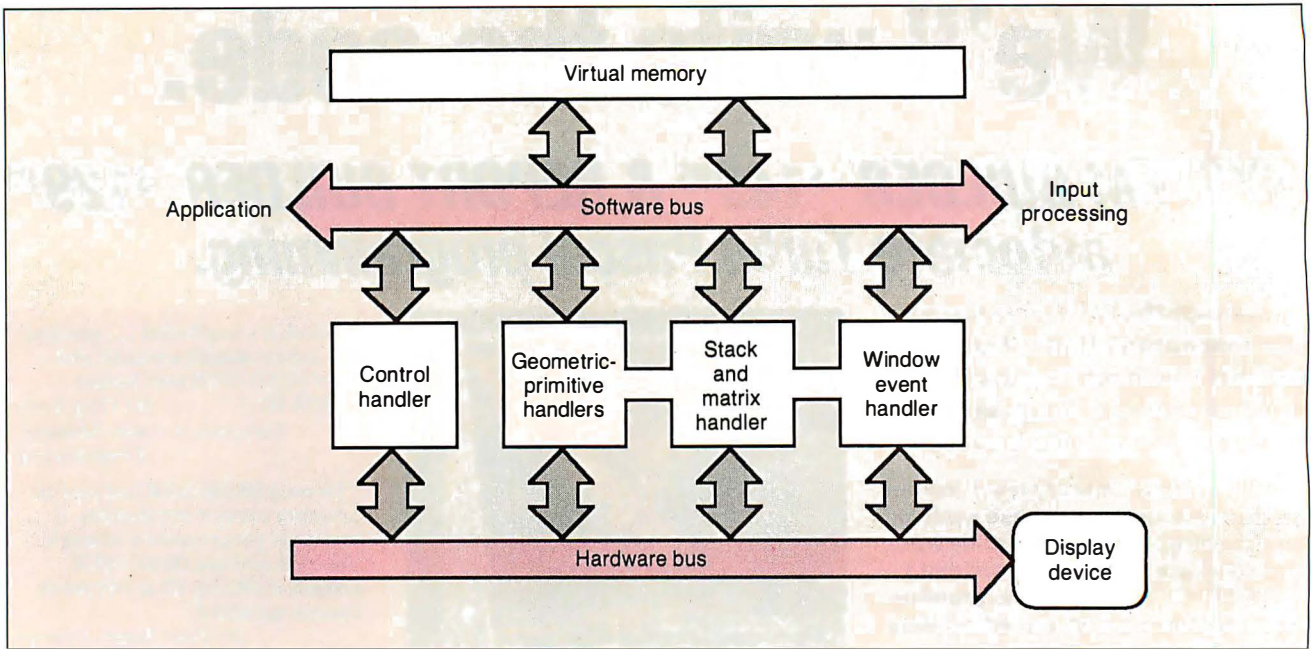 Virtual memory
Application
Software bus
Input
processing
Control
handler
Geometric-
primitive
handlers
Stack
and
matrix
handler
Window
event
handler
Hardware bus
Display
device